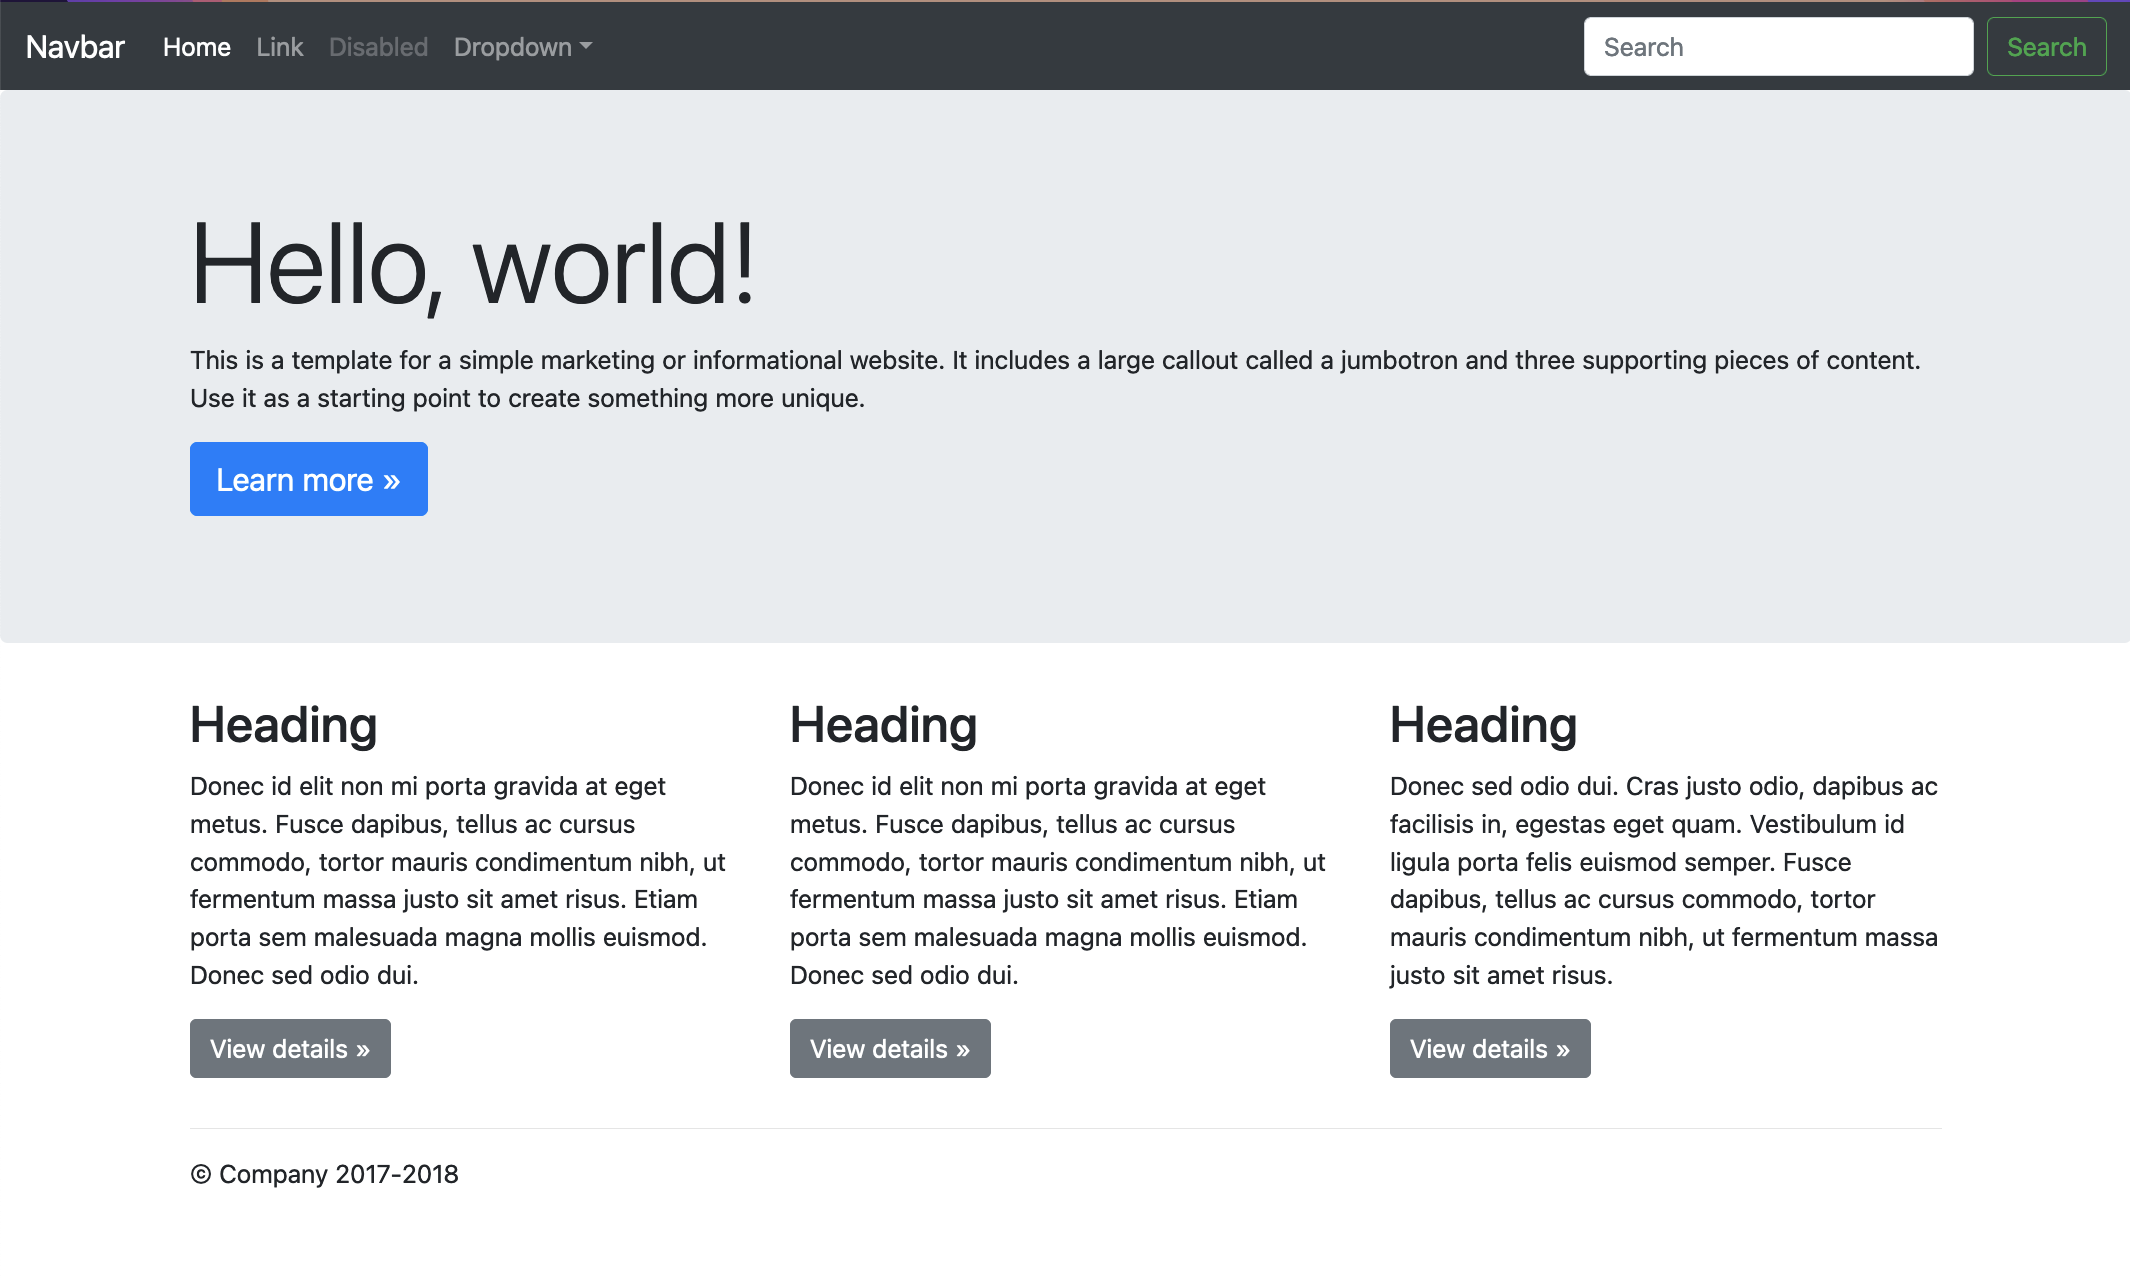 Navbar Home Link Disabled Dropdown Search Search
Hello, world!
This is a template for a simple marketing or informational website. It includes a large callout called a jumbotron and three supporting pieces of content.
Use it as a starting point to create something more unique.
Learn more »
Heading
Donec id elit non mi porta gravida at eget
metus. Fusce dapibus, tellus ac cursus
commodo, tortor mauris condimentum nibh, ut
fermentum massa justo sit amet risus. Etiam
porta sem malesuada magna mollis euismod.
Donec sed odio dui.
View details »
Heading
Donec id elit non mi porta gravida at eget
metus. Fusce dapibus, tellus ac cursus
commodo, tortor mauris condimentum nibh, ut
fermentum massa justo sit amet risus. Etiam
porta sem malesuada magna mollis euismod.
Donec sed odio dui.
View details »
Heading
Donec sed odio dui. Cras justo odio, dapibus ac
facilisis in, egestas eget quam. Vestibulum id
ligula porta felis euismod semper. Fusce
dapibus, tellus ac cursus commodo, tortor
mauris condimentum nibh, ut fermentum massa
justo sit amet risus.
View details »
© Company 2017-2018